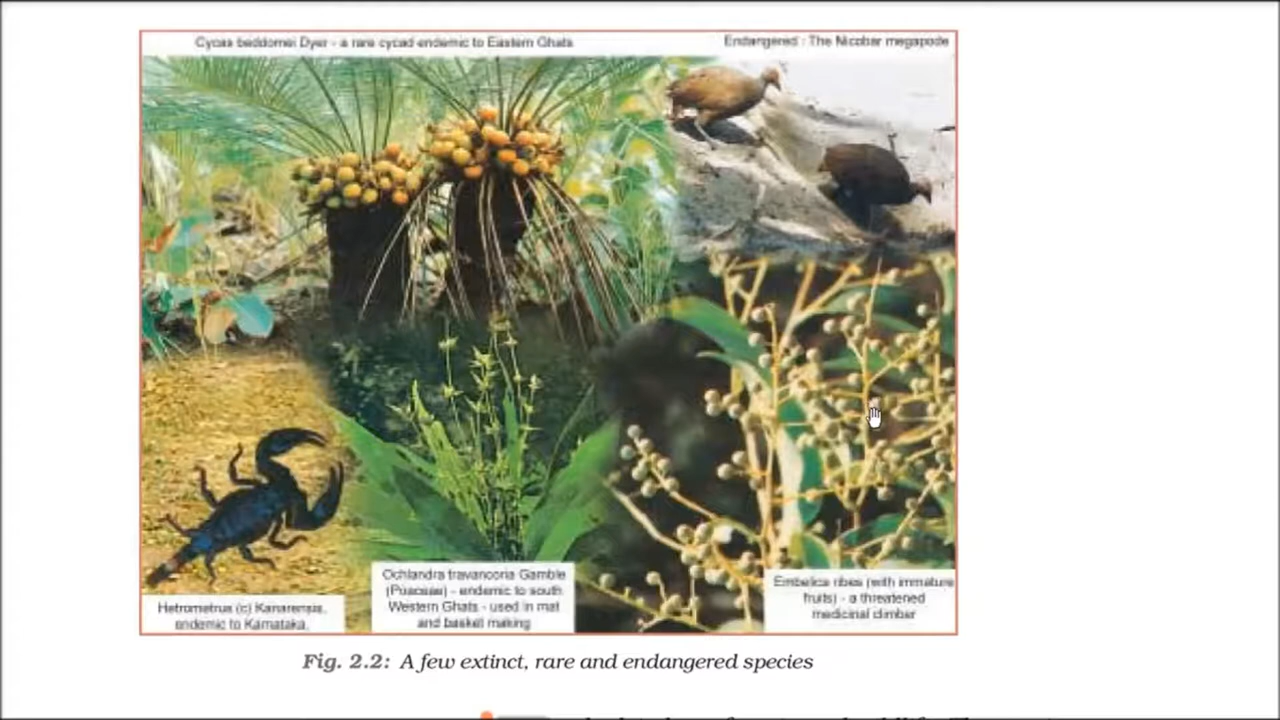 Cycas beddomei Dyer - a rare cycad endemic to Eastern Ghats
Endangered : The Nicobar megapode
Ochlandra travancoria Gamble
(Poaceae) - endemic to south
Western Ghats - used in mat
and basket making
Embelica ribes (with immature
fruits) - a threatened
medicinal climber
Hetrometrus (c) Kanarensis,
endemic to Karnataka,
Fig. 2.2: A few extinct, rare and endangered species